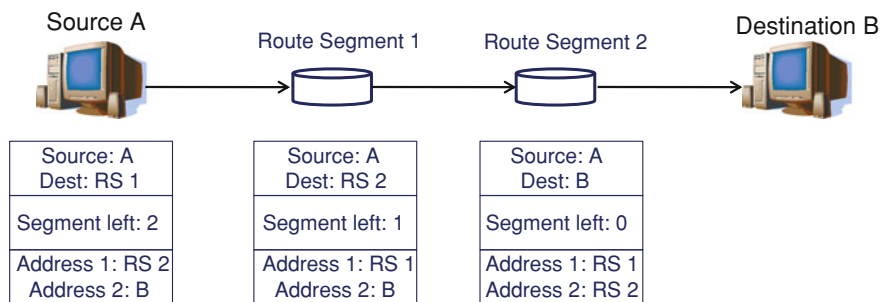 Source A
Route Segment 1
Route Segment 2
Destination B
Source: A
Dest: RS 1
Segment left: 2
Address 1: RS 2
Address 2: B
Source: A
Dest: RS 2
Segment left: 1
Address 1: RS 1
Address 2: B
Source: A
Dest: B
Segment left: 0
Address 1: RS 1
Address 2: RS 2